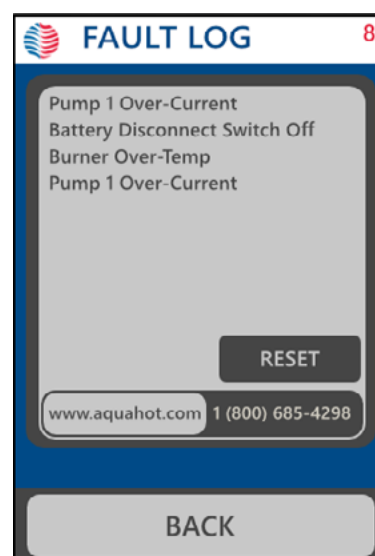 FAULT LOG 8
Pump 1 Over-Current
Battery Disconnect Switch Off
Burner Over-Temp
Pump 1 Over-Current
RESET
www.aquahot.com 1 (800) 685-4298
BACK